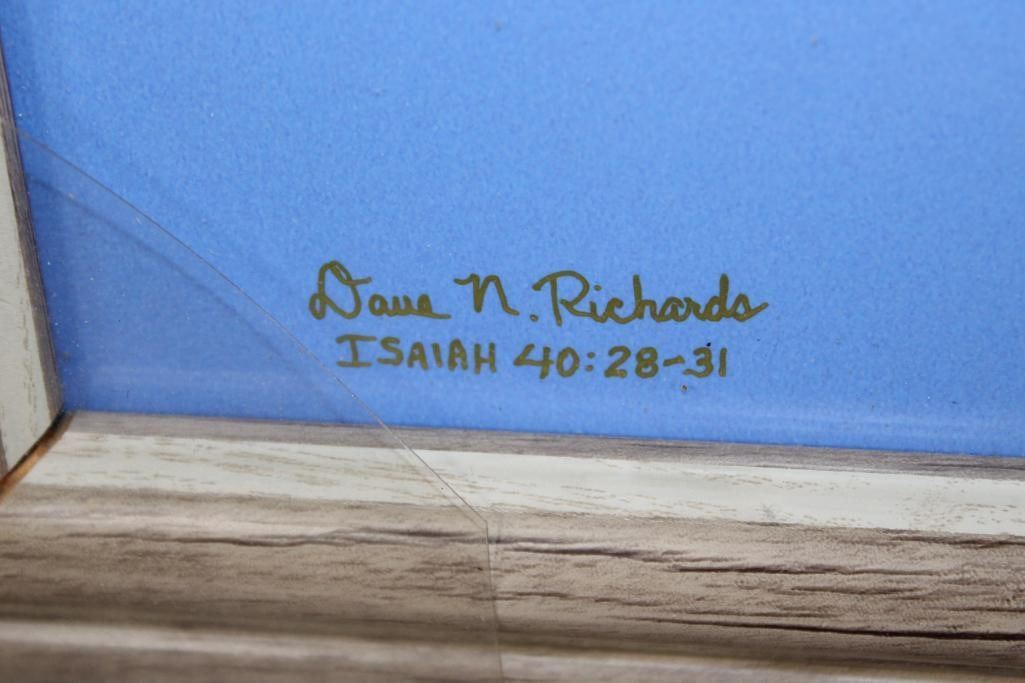 Dave N. Richards
ISAIAH 40:28-31